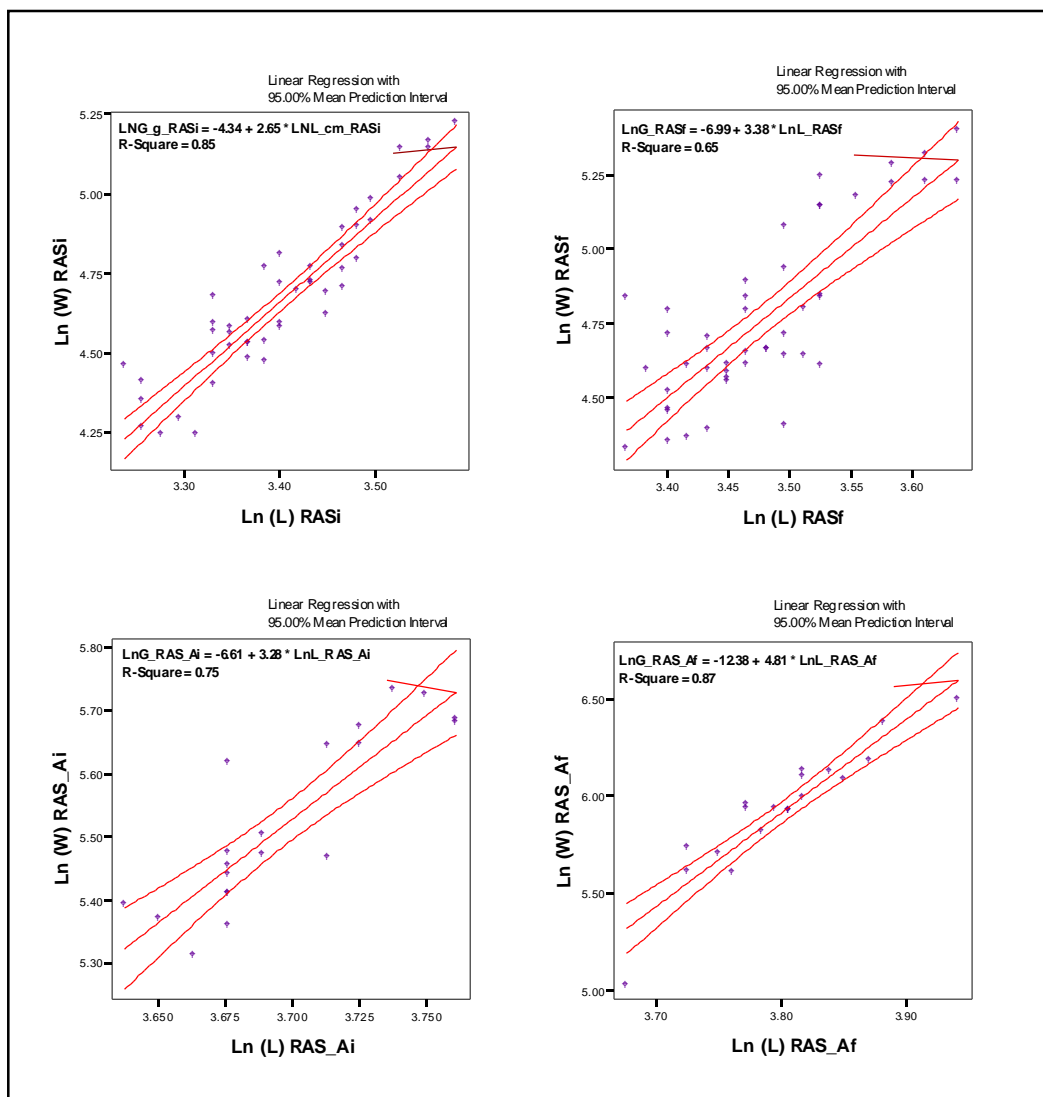 Linear Regression with
95.00% Mean Prediction Interval
LNG_g_RASi = -4.34 + 2.65 * LNL_cm_RASi
R-Square = 0.85
5.25
5.00
4.75
4.50
4.25
Ln (W) RASi
3.30
3.40
3.50
Ln (L) RASi
Linear Regression with
95.00% Mean Prediction Interval
LnG_RASf = -6.99 + 3.38 * LnL_RASf
R-Square = 0.65
5.25
5.00
4.75
4.50
Ln (W) RASf
3.40
3.45
3.50
3.55
3.60
Ln (L) RASf
Linear Regression with
95.00% Mean Prediction Interval
LnG_RAS_Ai = -6.61 + 3.28 * LnL_RAS_Ai
R-Square = 0.75
5.80
5.70
5.60
5.50
5.40
5.30
Ln (W) RAS_Ai
3.650
3.675
3.700
3.725
3.750
Ln (L) RAS_Ai
Linear Regression with
95.00% Mean Prediction Interval
LnG_RAS_Af = -12.38 + 4.81 * LnL_RAS_Af
R-Square = 0.87
6.50
6.00
5.50
5.00
Ln (W) RAS_Af
3.70
3.80
3.90
Ln (L) RAS_Af